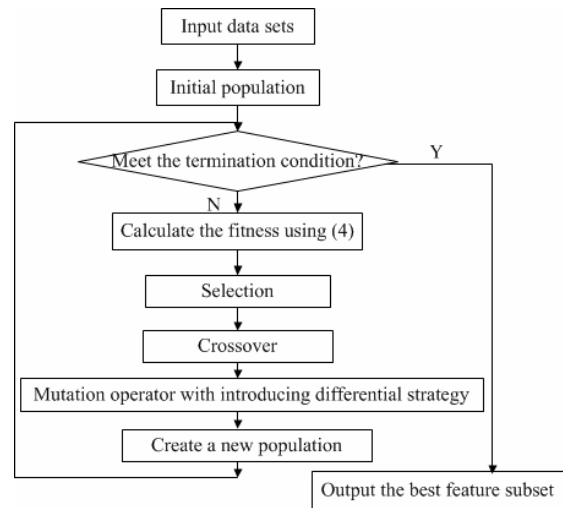 Input data sets
Initial population
Meet the termination condition?
Y
N
Calculate the fitness using (4)
Selection
Crossover
Mutation operator with introducing differential strategy
Create a new population
Output the best feature subset